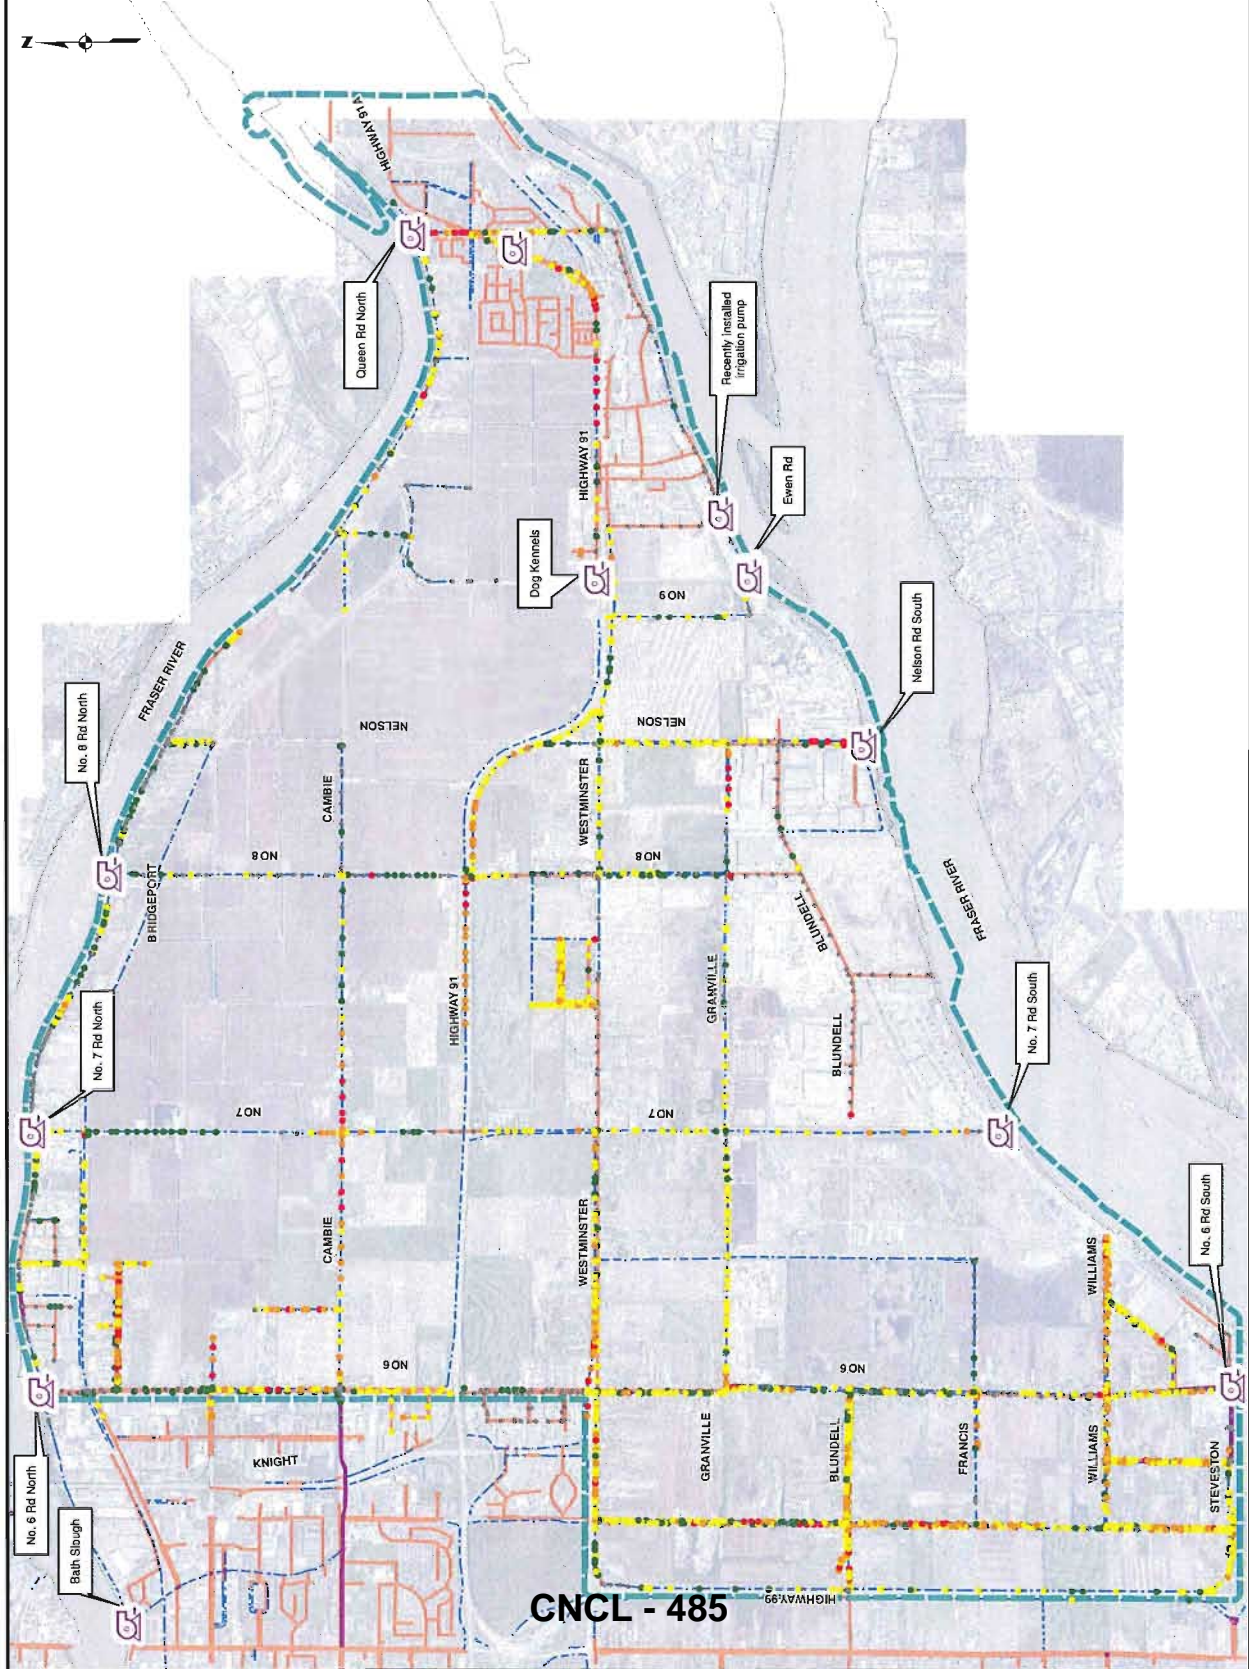 Z
HIGHWAY 91A
Queen Rd North
Recently installed
irrigation pump
HIGHWAY 91
Ewen Rd
Dog Kennels
NO 9
FRASER RIVER
Nelson Rd South
No. 8 Rd North
NELSON
NELSON
CAMBIE
WESTMINSTER
NO 8
NO 8
BRIDGEPORT
FRASER RIVER
BLUNDELL
GRANVILLE
HIGHWAY 91
No. 7 Rd North
No. 7 Rd South
BLUNDELL
NO 7
NO 7
CAMBIE
WESTMINSTER
WILLIAMS
No. 6 Rd South
NO 6
NO 6
KNIGHT
GRANVILLE
BLUNDELL
FRANCIS
WILLIAMS
STEVESTON
No. 6 Rd North
Bath Slough
HIGHWAY 99
CNCL - 485